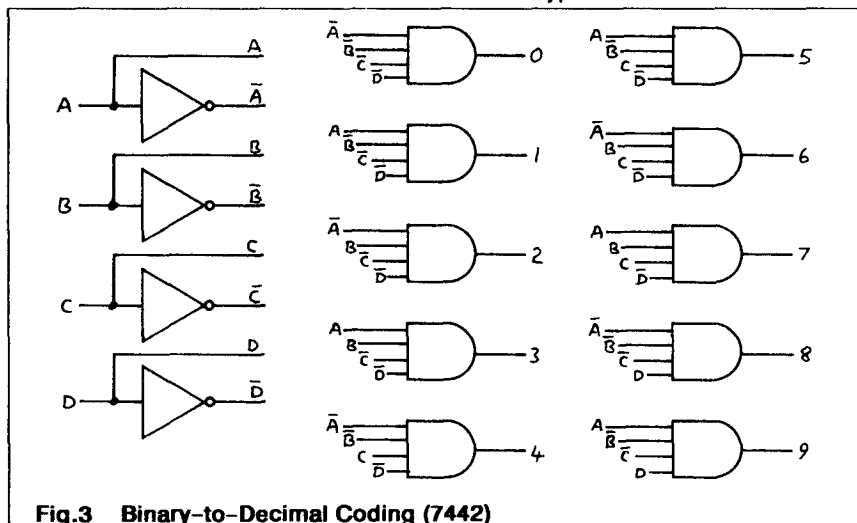 A
A
Ā
B
B
B̄
C
C
C̄
D
D
D̄
Ā
B̄
C̄
D̄
0
A
B̄
C̄
D̄
1
Ā
B
C̄
D̄
2
A
B
C̄
D̄
3
Ā
B̄
C
D̄
4
A
B̄
C
D̄
5
Ā
B
C
D̄
6
A
B
C
D̄
7
Ā
B̄
C̄
D
8
A
B̄
C̄
D
9
Fig.3 Binary-to-Decimal Coding (7442)